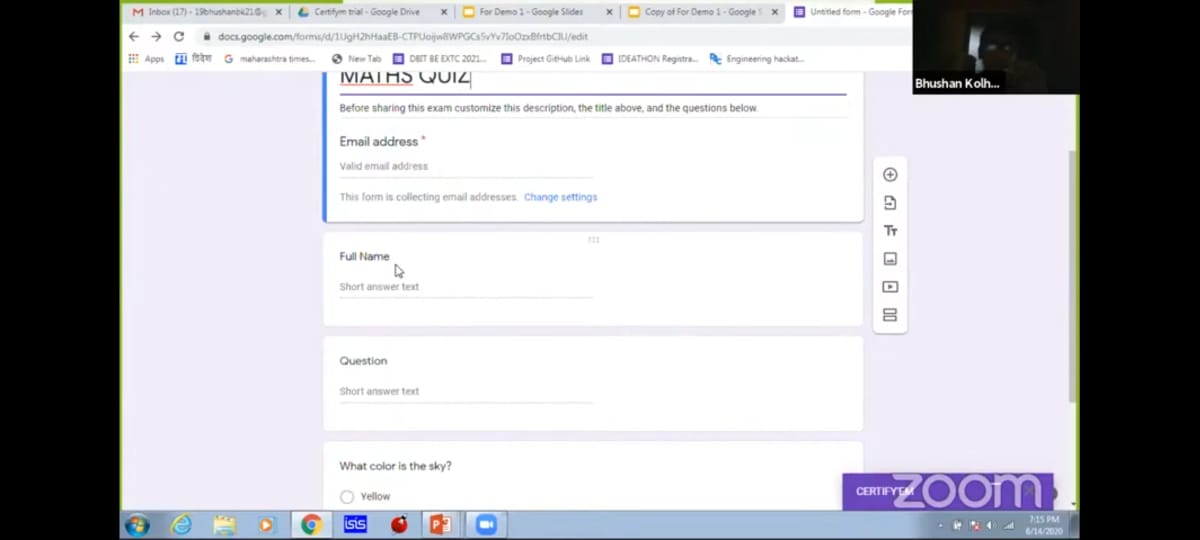 Inbox (17) - 19bhushanbk21@g
Certifym trial - Google Drive
For Demo 1 - Google Slides
Copy of For Demo 1 - Google S
Untitled form - Google Form
docs.google.com/forms/d/1UgH2hHaaEB-CTPUoijw8WPGCs5vYv7JoOzxBfrtbCIU/edit
Apps
दिनेश
maharashtra times...
New Tab
DBIT BE EXTC 2021...
Project GitHub Link
IDEATHON Registra...
Engineering hackat...
Bhushan Kolh...
MATHS QUIZ
Before sharing this exam customize this description, the title above, and the questions below.
Email address *
Valid email address
This form is collecting email addresses. Change settings
Full Name
Short answer text
Question
Short answer text
What color is the sky?
Yellow
CERTIFY'EM
zoom
isis
7:15 PM
6/14/2020